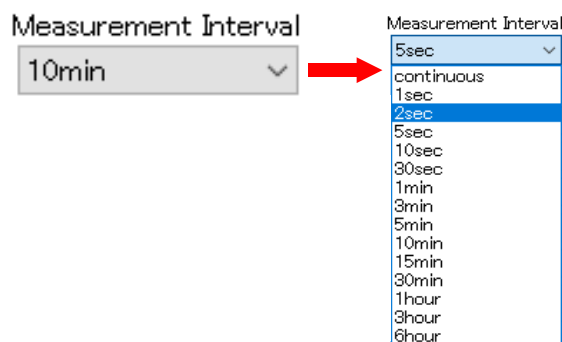 Measurement Interval
10min
Measurement Interval
5sec
continuous
1sec
2sec
5sec
10sec
30sec
1min
3min
5min
10min
15min
30min
1hour
3hour
6hour